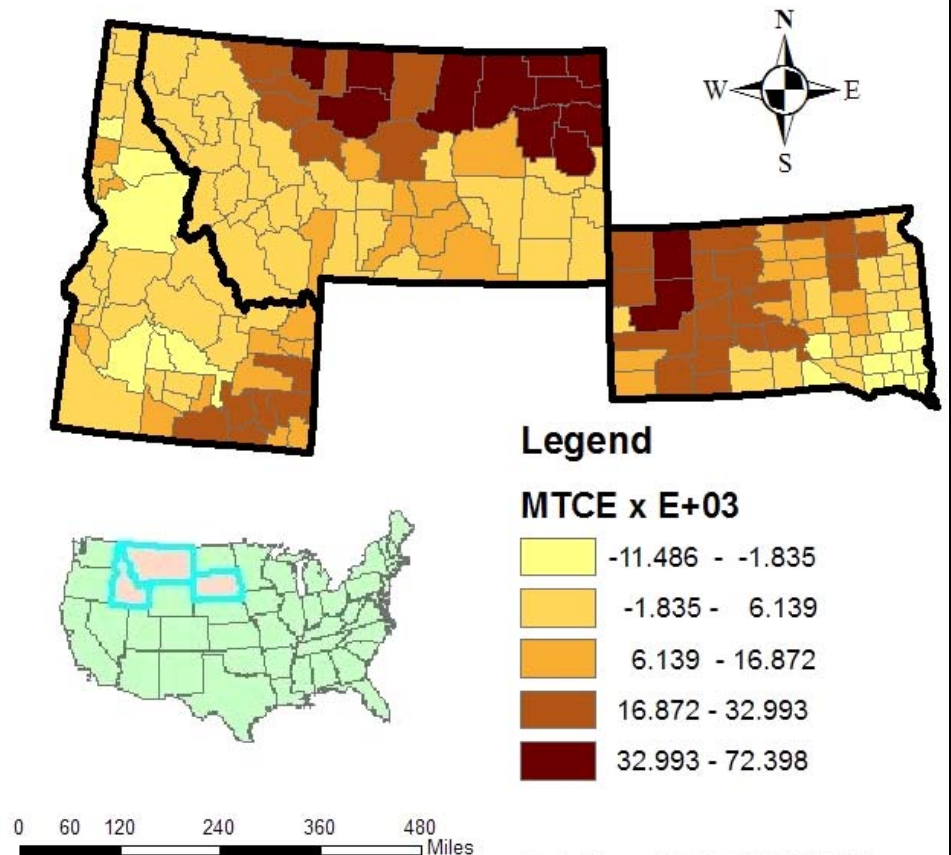 N
W E
S
Legend
MTCE x E+03
-11.486 - -1.835
-1.835 - 6.139
6.139 - 16.872
16.872 - 32.993
32.993 - 72.398
0 60 120 240 360 480
Miles